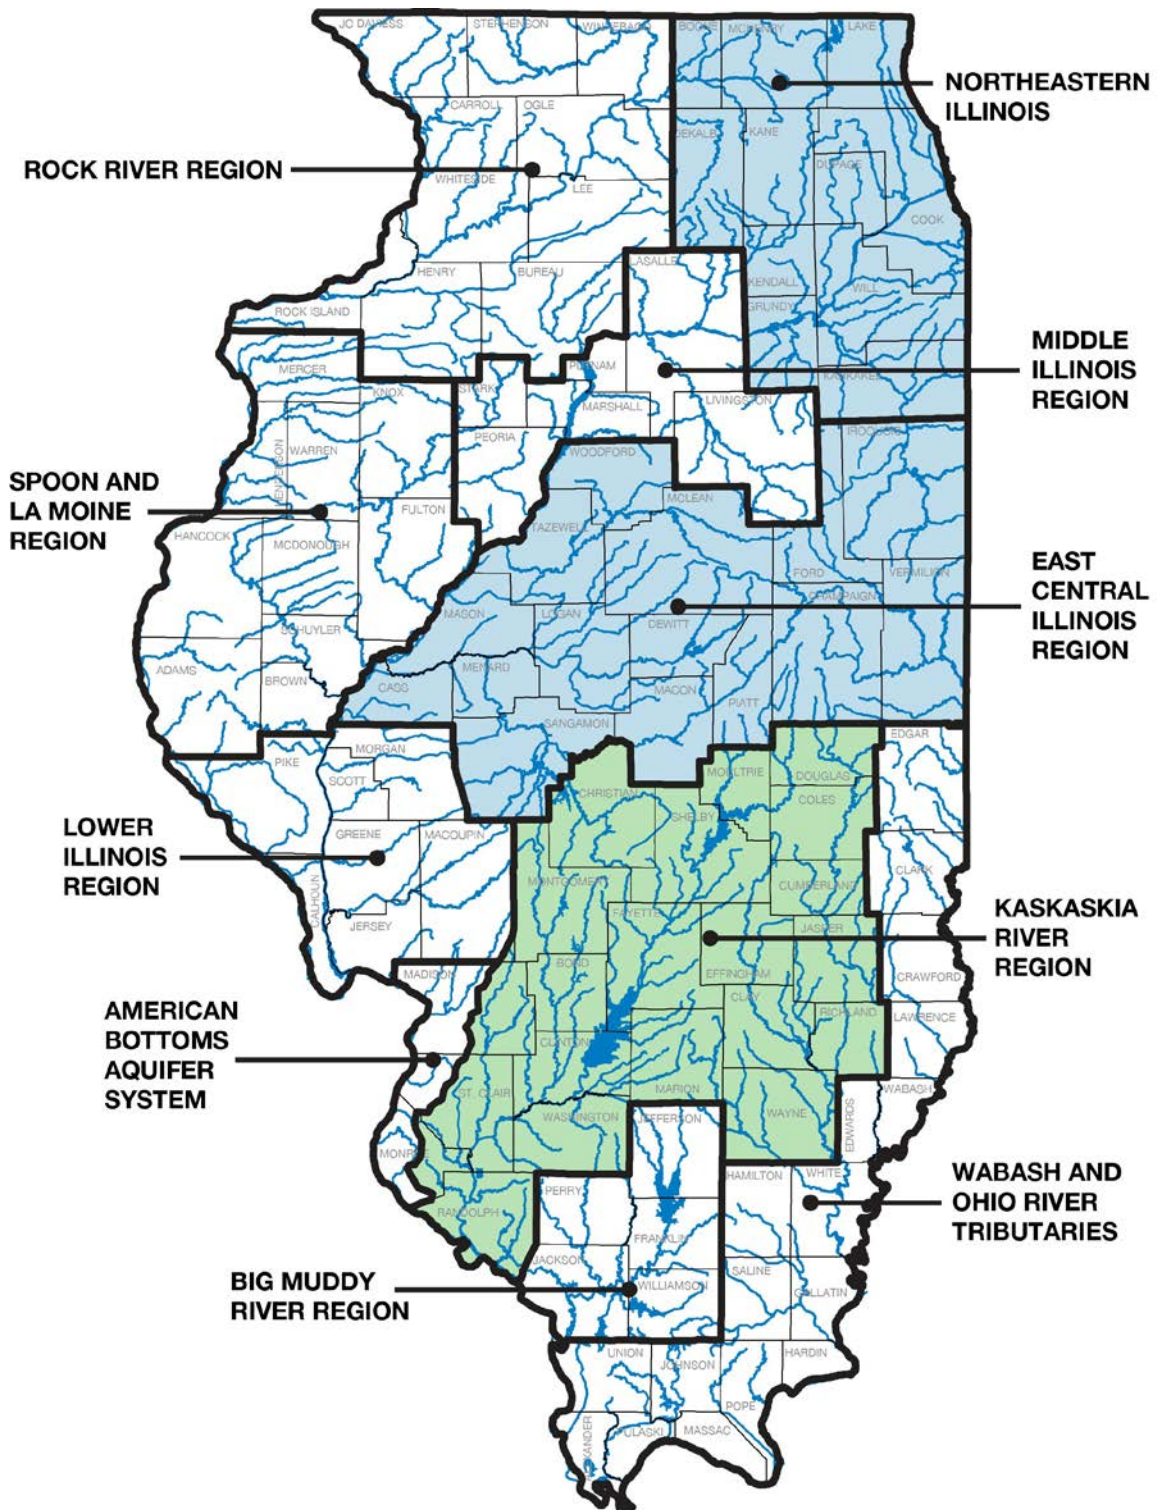 JO DAVIESS
STEPHENSON
WINNEBAGO
BOONE
MCHENRY
LAKE
NORTHEASTERN
ILLINOIS
CARROLL
OGLE
DEKALB
KANE
DUPAGE
ROCK RIVER REGION
WHITESIDE
LEE
COOK
LASALLE
HENRY
BUREAU
KENDALL
WILL
GRUNDY
ROCK ISLAND
MIDDLE
ILLINOIS
REGION
MERCER
PUTNAM
KANKAKEE
KNOX
STARK
MARSHALL
LIVINGSTON
PEORIA
IROQUOIS
WARREN
HENDERSON
WOODFORD
SPOON AND
LA MOINE
REGION
MCLEAN
FULTON
TAZEWELL
HANCOCK
MCDONOUGH
EAST
CENTRAL
ILLINOIS
REGION
FORD
VERMILION
CHAMPAIGN
MASON
LOGAN
DEWITT
SCHUYLER
ADAMS
BROWN
MENARD
CASS
MACON
PIATT
SANGAMON
EDGAR
MORGAN
PIKE
SCOTT
MOULTRIE
DOUGLAS
CHRISTIAN
COLES
SHELBY
LOWER
ILLINOIS
REGION
GREENE
MACOUPIN
CLARK
MONTGOMERY
CUMBERLAND
CALHOUN
FAYETTE
JERSEY
JASPER
KASKASKIA
RIVER
REGION
BOND
MADISON
EFFINGHAM
CRAWFORD
CLAY
AMERICAN
BOTTOMS
AQUIFER
SYSTEM
RICHLAND
LAWRENCE
CLINTON
ST. CLAIR
MARION
WABASH
WASHINGTON
JEFFERSON
WAYNE
EDWARDS
MONROE
HAMILTON
WHITE
WABASH AND
OHIO RIVER
TRIBUTARIES
PERRY
RANDOLPH
FRANKLIN
JACKSON
BIG MUDDY
RIVER REGION
WILLIAMSON
SALINE
GALLATIN
UNION
JOHNSON
HARDIN
POPE
ALEXANDER
PULASKI
MASSAC